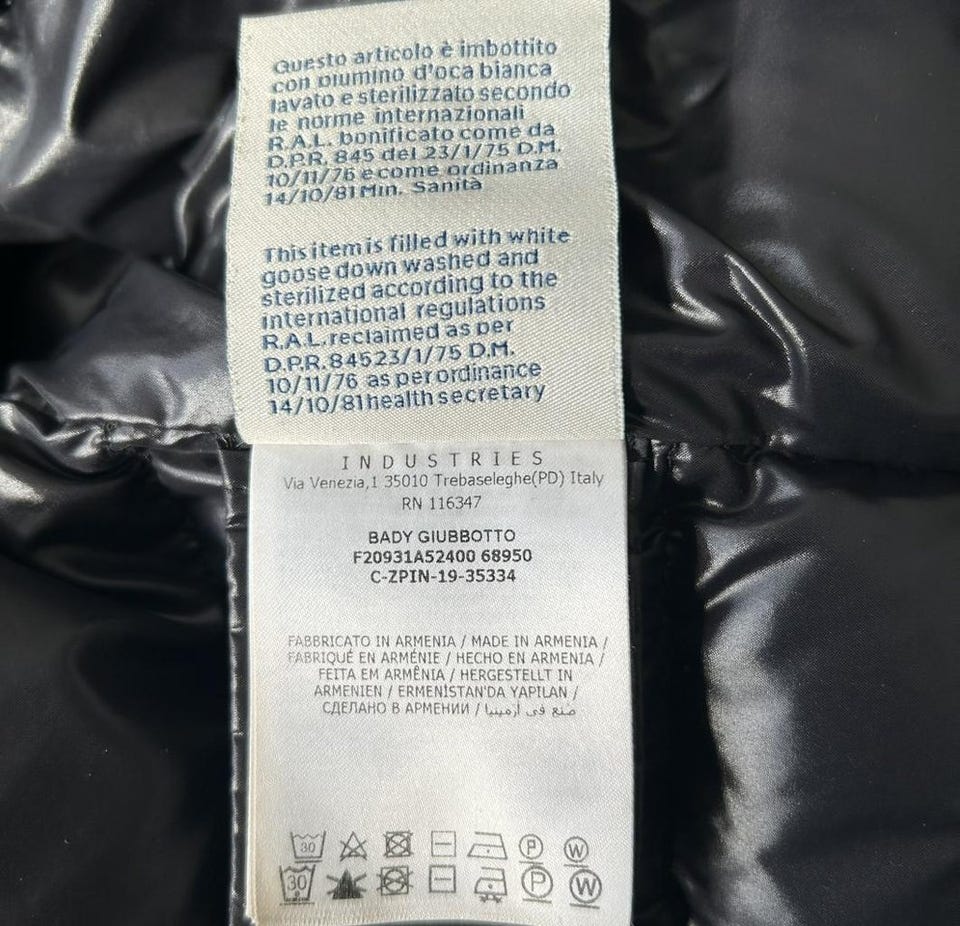 Questo articolo è imbottito
con piumino d'oca bianca
lavato e sterilizzato secondo
le norme internazionali
R.A.L. bonificato come da
D.P.R. 845 del 23/1/75 D.M.
10/11/76 e come ordinanza
14/10/81 Min. Sanità
This item is filled with white
goose down washed and
sterilized according to the
international regulations
R.A.L. reclaimed as per
D.P.R. 845 23/1/75 D.M.
10/11/76 as per ordinance
14/10/81 health secretary
INDUSTRIES
Via Venezia,1 35010 Trebaseleghe(PD) Italy
RN 116347
BADY GIUBBOTTO
F20931A52400 68950
C-ZPIN-19-35334
FABBRICATO IN ARMENIA / MADE IN ARMENIA /
FABRIQUÉ EN ARMÉNIE / HECHO EN ARMENIA /
FEITA EM ARMÊNIA / HERGESTELLT IN
ARMENIEN / ERMENİSTAN'DA YAPILAN /
СДЕЛАНО В АРМЕНИИ / صنع في أرمينيا
30 P W
30 P W